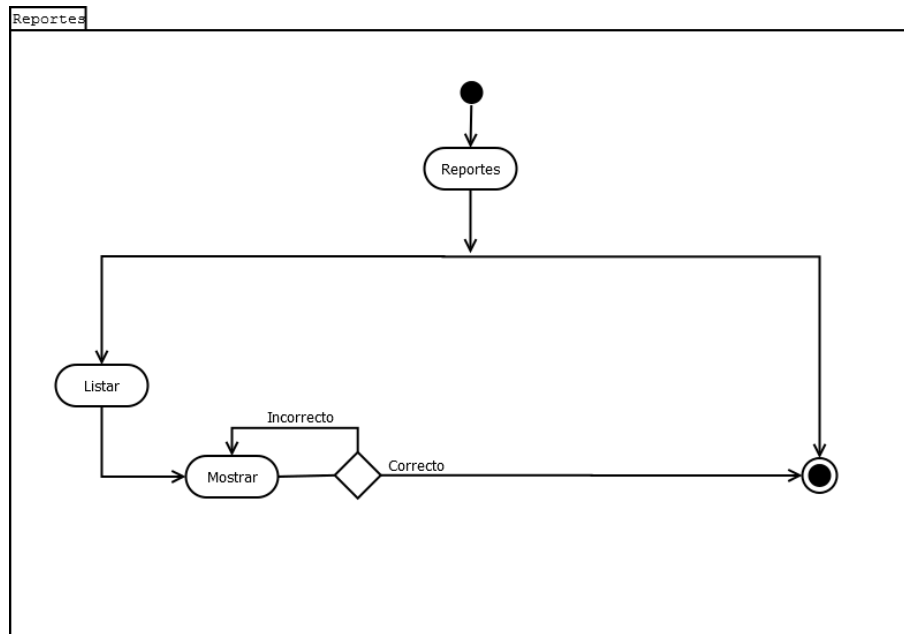 Reportes
Reportes
Listar
Incorrecto
Mostrar
Correcto